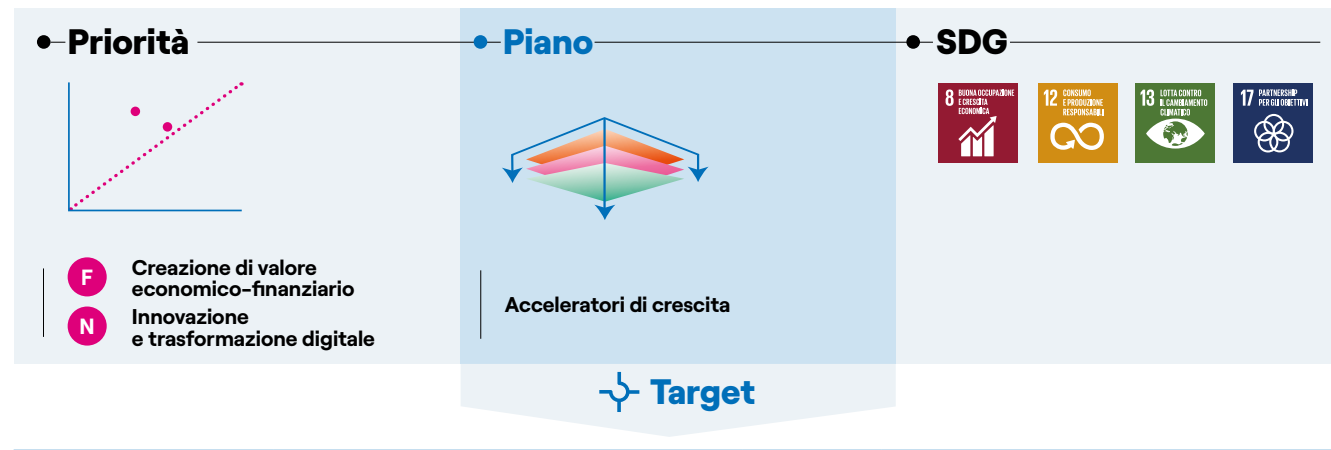 Priorità
Piano
SDG
8 BUONA OCCUPAZIONE
E CRESCITA
ECONOMICA
12 CONSUMO
E PRODUZIONE
RESPONSABILI
13 LOTTA CONTRO
IL CAMBIAMENTO
CLIMATICO
17 PARTNERSHIP
PER GLI OBIETTIVI
F
Creazione di valore
economico-finanziario
N
Innovazione
e trasformazione digitale
Acceleratori di crescita
Target